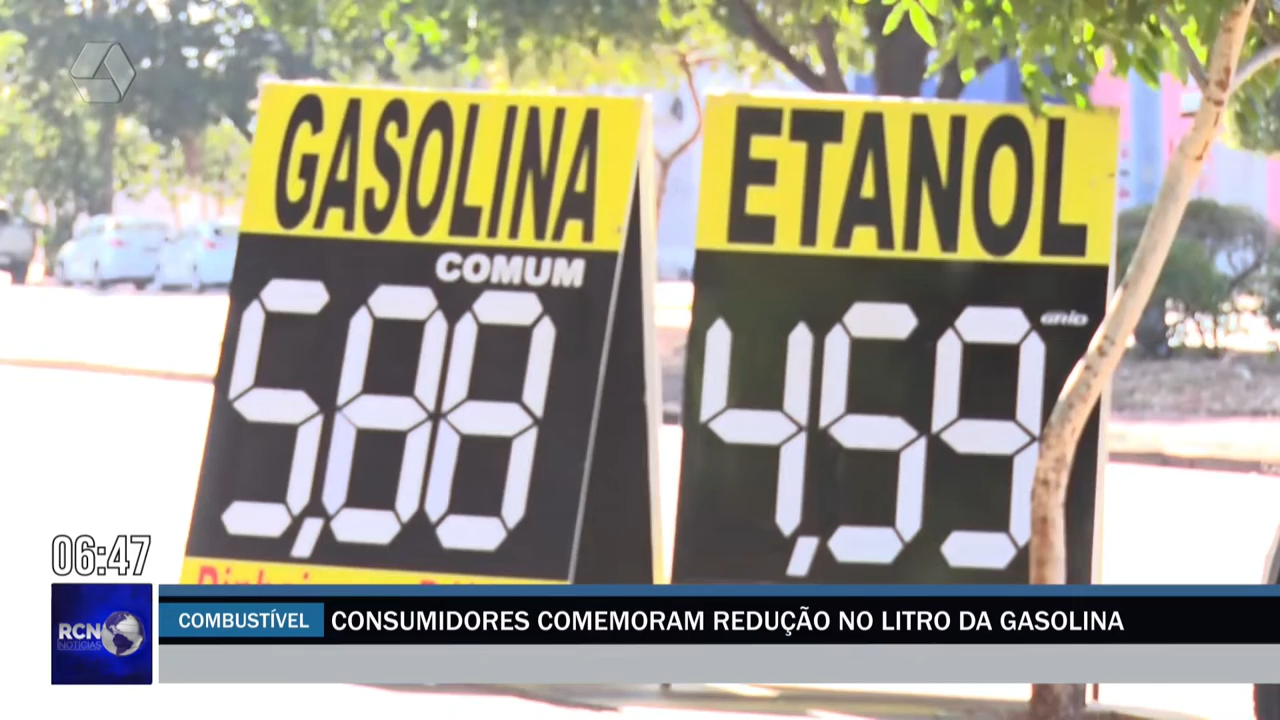 GASOLINA
COMUM
5,88
ETANOL
GRID
4,59
06:47
RCN
NOTÍCIAS
COMBUSTÍVEL
CONSUMIDORES COMEMORAM REDUÇÃO NO LITRO DA GASOLINA